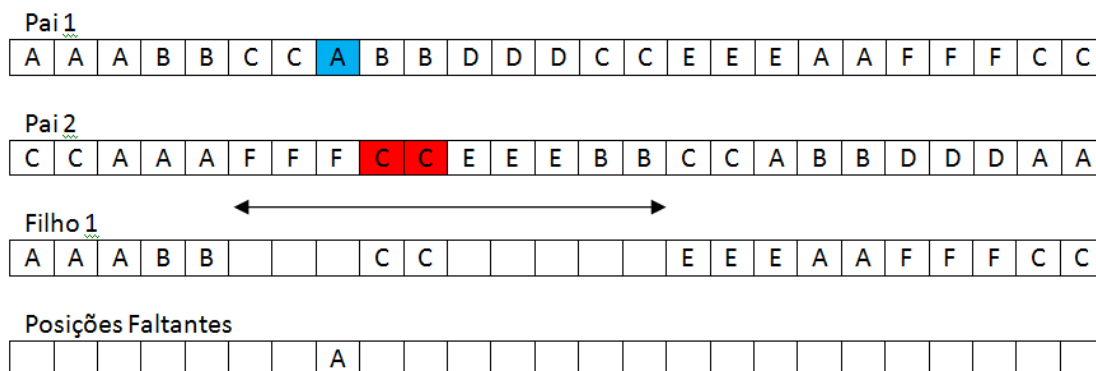 Pai 1
A A A B B C C A B B D D D C C E E E A A F F F C C
Pai 2
C C A A A F F F C C E E E B B C C A B B D D D A A
Filho 1
A A A B B C C E E E A A F F F C C
Posições Faltantes
A